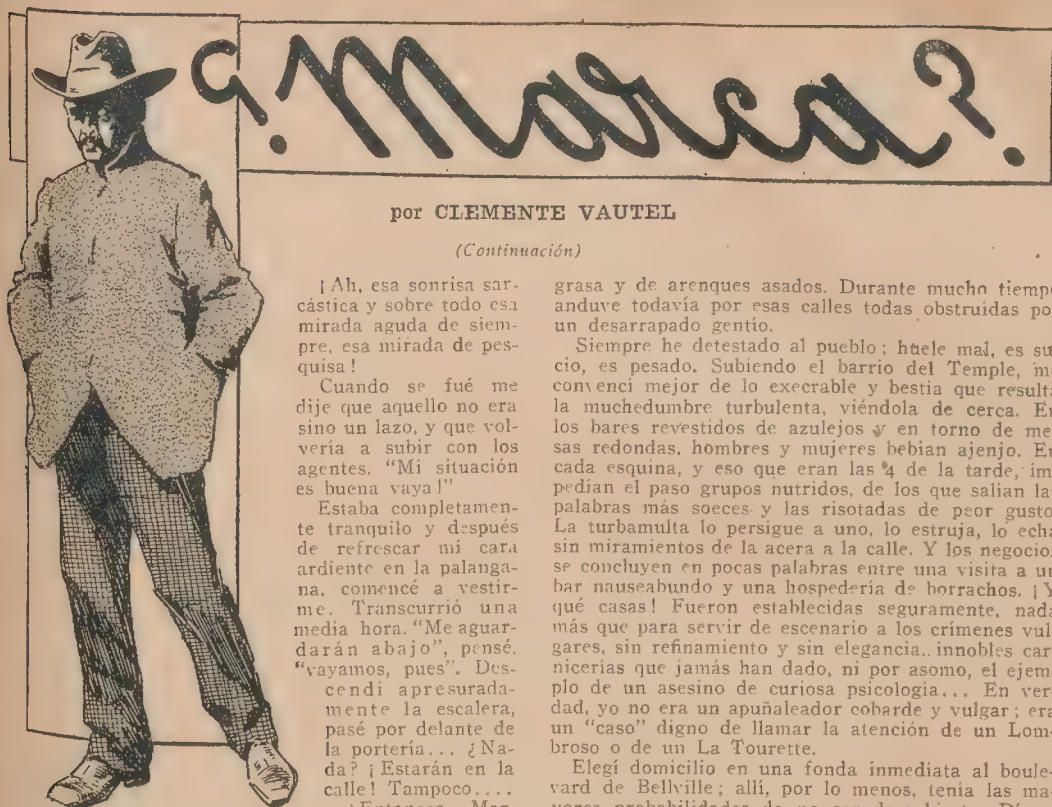 ¿Marca?
por CLEMENTE VAUTEL
(Continuación)
¡Ah, esa sonrisa sar-
cástica y sobre todo esa
mirada aguda de siem-
pre, esa mirada de pes-
quisa!
Cuando se fué me
dije que aquello no era
sino un lazo, y que vol-
vería a subir con los
agentes. "Mi situación
es buena vaya!"
Estaba completamen-
te tranquilo y después
de refrescar mi cara
ardiente en la palanga-
na, comencé a vestir-
me. Transcurrió una
media hora. "Me aguar-
darán abajo", pensé.
"vayamos, pues". Des-
cendí apresurada-
mente la escalera,
pasé por delante de
la portería... ¿Na-
da? ¡Estarán en la
calle! Tampoco....
grasa y de arenques asados. Durante mucho tiempo
anduve todavía por esas calles todas obstruidas po
un desarrapado gentío.
Siempre he detestado al pueblo; huele mal, es su
cio, es pesado. Subiendo el barrio del Temple, me
convencí mejor de lo execrable y bestia que resulta
la muchedumbre turbulenta, viéndola de cerca. En
los bares revestidos de azulejos y en torno de me
sas redondas, hombres y mujeres bebian ajenjo. En
cada esquina, y eso que eran las 4 de la tarde, im
pedían el paso grupos nutridos, de los que salían la
palabras más soeces y las risotadas de peor gusto
La turbamulta lo persigue a uno, lo estruja, lo echa
sin miramientos de la acera a la calle. Y los negocio
se concluyen en pocas palabras entre una visita a un
bar nauseabundo y una hospedería de borrachos. ¡Y
qué casas! Fueron establecidas seguramente, nada
más que para servir de escenario a los crímenes vul
gares, sin refinamiento y sin elegancia.. innobles car
nicerías que jamás han dado, ni por asomo, el ejem
plo de un asesino de curiosa psicologia... En ver
dad, yo no era un apuñaleador cobarde y vulgar; era
un "caso" digno de llamar la atención de un Lom-
broso o de un La Tourette.
Elegí domicilio en una fonda inmediata al boule-
vard de Bellville; allí, por lo menos, tenía las ma-